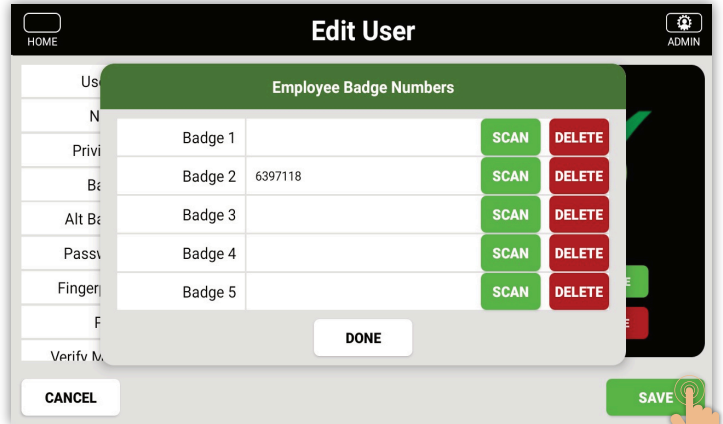 Edit User
HOME
ADMIN
Employee Badge Numbers
Badge 1 SCAN DELETE
Badge 2 6397118 SCAN DELETE
Badge 3 SCAN DELETE
Badge 4 SCAN DELETE
Badge 5 SCAN DELETE
DONE
Verify M
CANCEL
SAVE